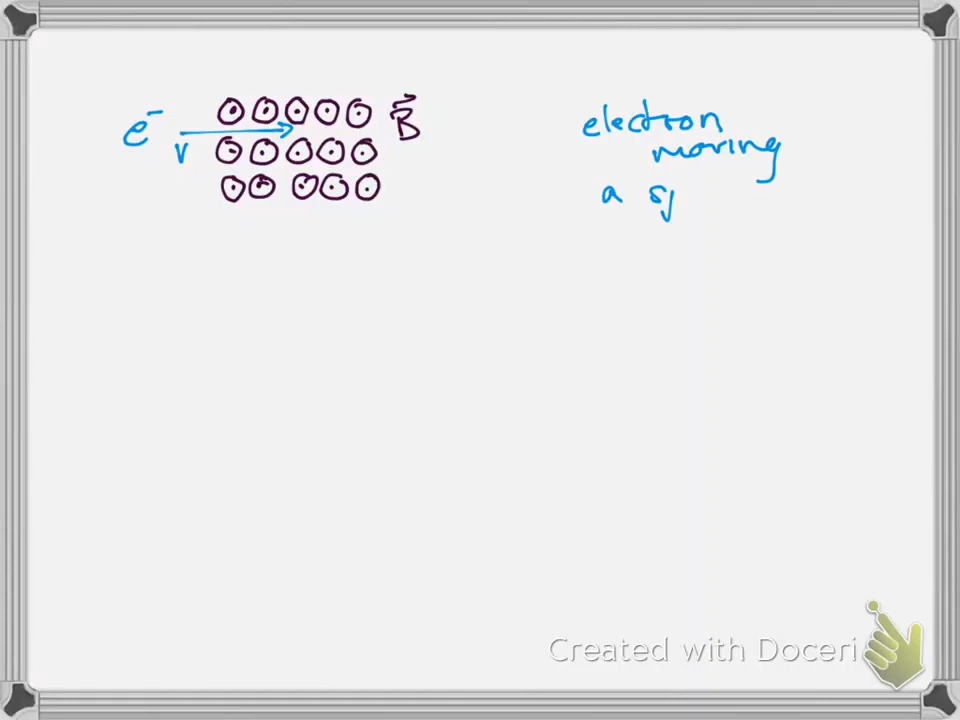 e⁻
v
B⃗
electron
moving
a
Created with Doceri